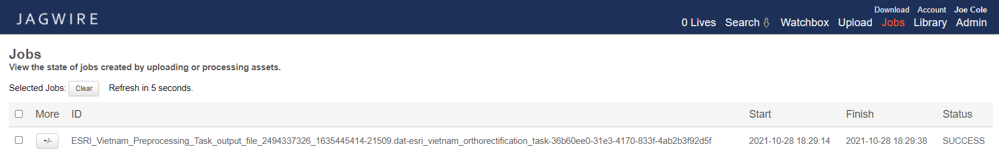 JAGWIRE
Download Account Joe Cole
0 Lives Search Watchbox Upload Jobs Library Admin
Jobs
View the state of jobs created by uploading or processing assets.
Selected Jobs: Clear Refresh in 5 seconds.
More ID Start Finish Status
+/- ESRI_Vietnam_Preprocessing_Task_output_file_2494337326_1635445414-21509.dat-esri_vietnam_orthorectification_task-36b60ee0-31e3-4170-833f-4ab2b3f92d5f 2021-10-28 18:29:14 2021-10-28 18:29:38 SUCCESS